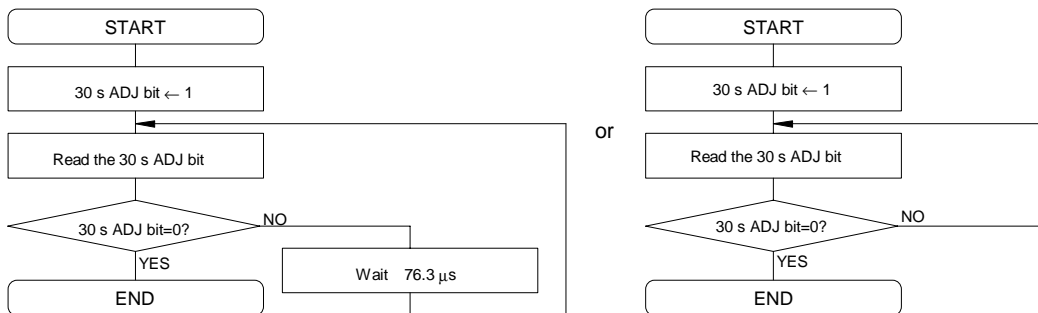 START
30 s ADJ bit ← 1
Read the 30 s ADJ bit
30 s ADJ bit=0?
NO
YES
Wait 76.3 μs
END
or
START
30 s ADJ bit ← 1
Read the 30 s ADJ bit
30 s ADJ bit=0?
NO
YES
END